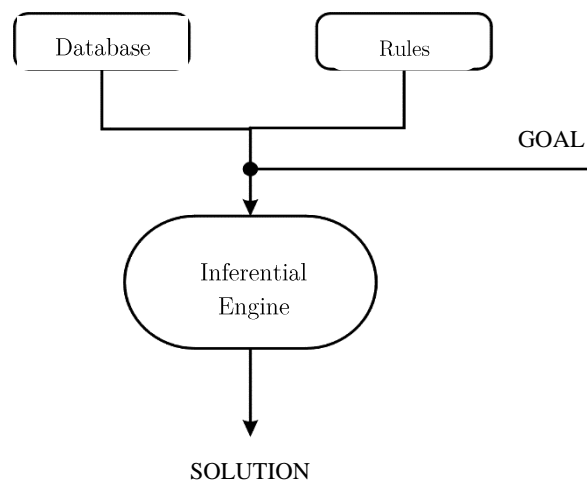 Database
Rules
GOAL
Inferential
Engine
SOLUTION